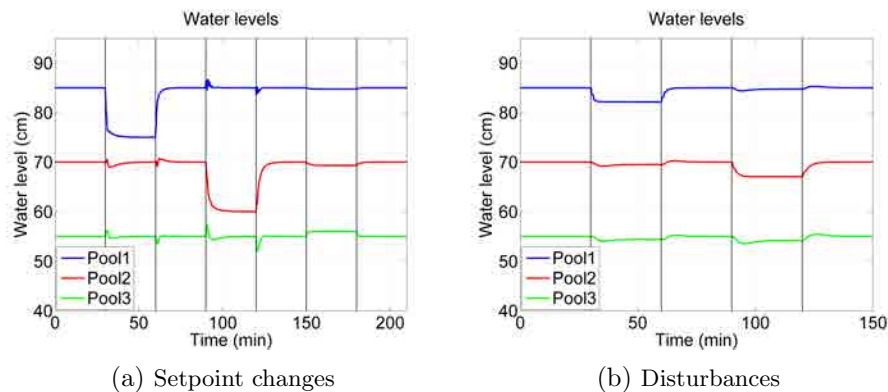 Water levels
Water level (cm)
90
80
70
60
50
40
Pool1
Pool2
Pool3
0
50
100
150
200
Time (min)
(a) Setpoint changes
Water levels
Water level (cm)
90
80
70
60
50
40
Pool1
Pool2
Pool3
0
50
100
150
Time (min)
(b) Disturbances